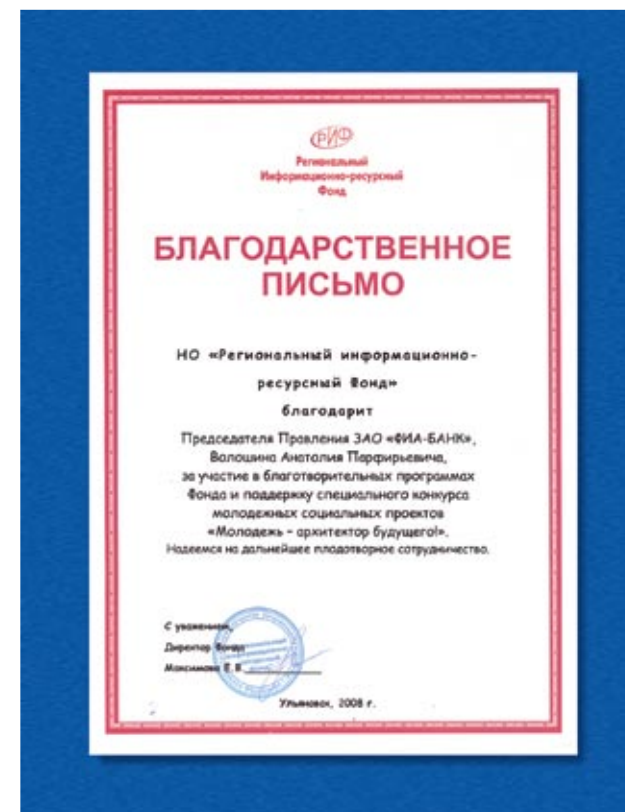 РИФ
Региональный
Информационно-ресурсный
Фонд
БЛАГОДАРСТВЕННОЕ
ПИСЬМО
НО «Региональный информационно-
ресурсный Фонд»
благодарит
Председателя Правления ЗАО «ФИА-БАНК»,
Волошина Анатолия Парфирьевича,
за участие в благотворительных программах
Фонда и поддержку специального конкурса
молодежных социальных проектов
«Молодежь – архитектор будущего!».
Надеемся на дальнейшее плодотворное сотрудничество.
С уважением,
Директор Фонда
Максимова Е.В.
Ульяновск, 2008 г.